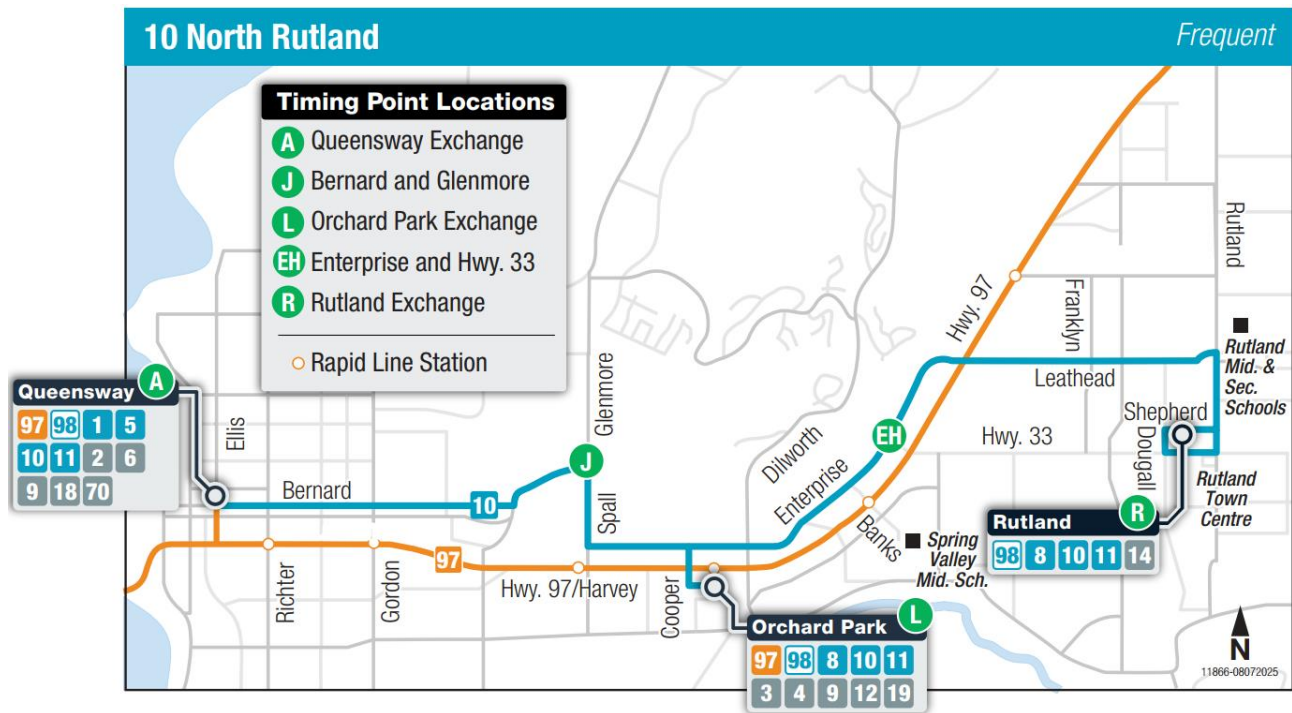 10 North Rutland
Frequent
Timing Point Locations
A Queensway Exchange
J Bernard and Glenmore
L Orchard Park Exchange
EH Enterprise and Hwy. 33
R Rutland Exchange
Rapid Line Station
Queensway A
97 98 1 5
10 11 2 6
9 18 70
Ellis
Bernard
10
Richter
Gordon
97
Hwy. 97/Harvey
J
Glenmore
Spall
Cooper
Dilworth
Enterprise
EH
Banks
Hwy. 97
Hwy. 33
Franklyn
Leathead
Rutland
Rutland
Mid. &
Sec.
Schools
Shepherd
Dougall
Rutland
Town
Centre
Spring
Valley
Mid. Sch.
Rutland R
98 8 10 11 14
Orchard Park L
97 98 8 10 11
3 4 9 12 19
N
11866-08072025